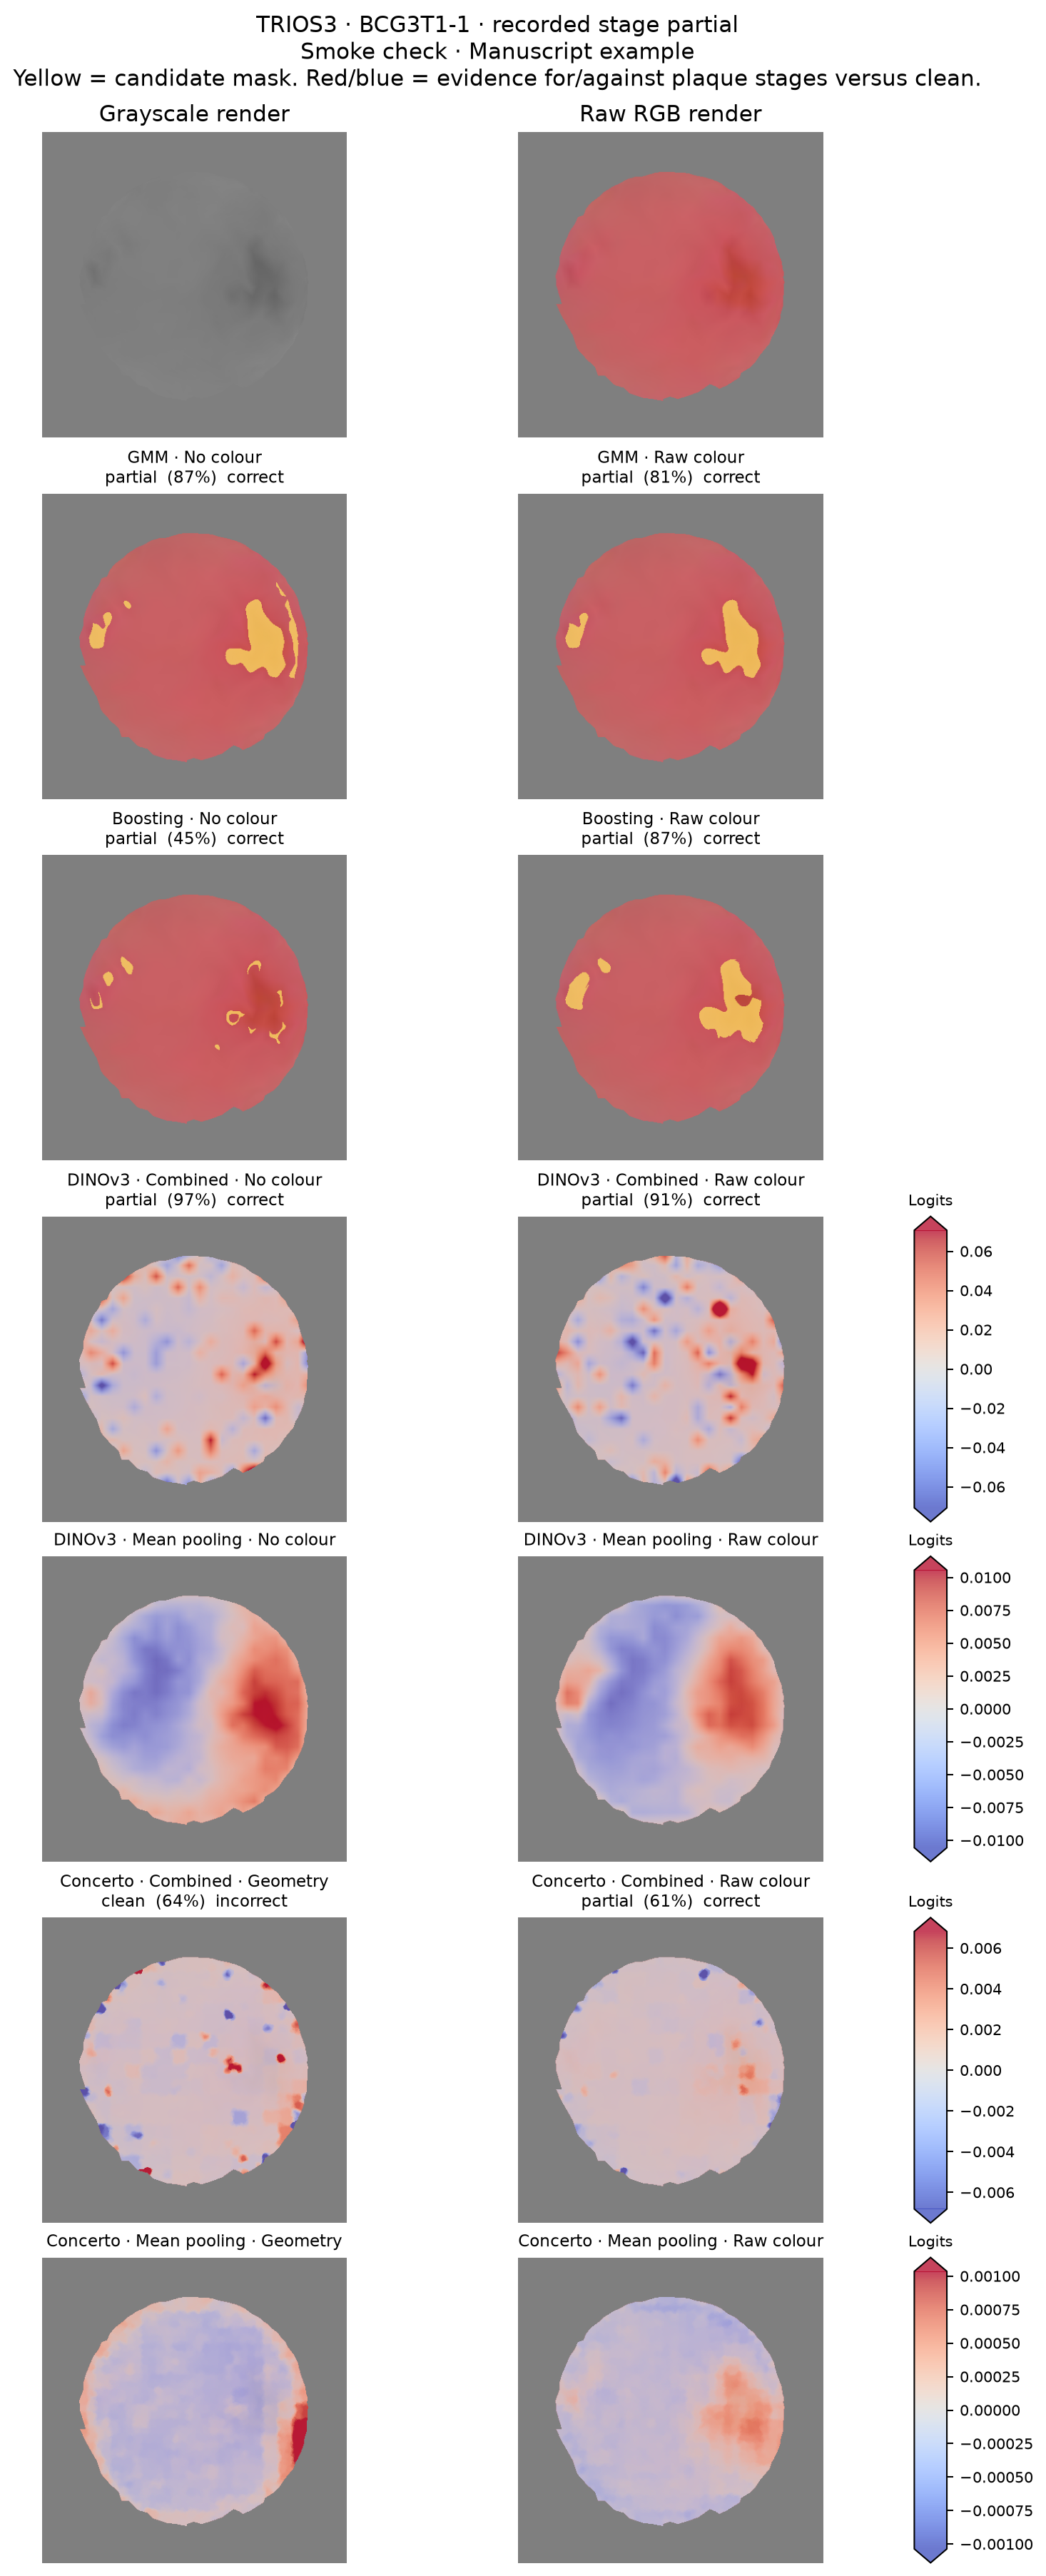 TRIOS3 · BCG3T1-1 · recorded stage partial
Smoke check · Manuscript example
Yellow = candidate mask. Red/blue = evidence for/against plaque stages versus clean.
Grayscale render
Raw RGB render
GMM · No colour
partial (87%) correct
GMM · Raw colour
partial (81%) correct
Boosting · No colour
partial (45%) correct
Boosting · Raw colour
partial (87%) correct
DINOv3 · Combined · No colour
partial (97%) correct
DINOv3 · Combined · Raw colour
partial (91%) correct
Logits
0.06
0.04
0.02
0.00
−0.02
−0.04
−0.06
DINOv3 · Mean pooling · No colour
DINOv3 · Mean pooling · Raw colour
Logits
0.0100
0.0075
0.0050
0.0025
0.0000
−0.0025
−0.0050
−0.0075
−0.0100
Concerto · Combined · Geometry
clean (64%) incorrect
Concerto · Combined · Raw colour
partial (61%) correct
Logits
0.006
0.004
0.002
0.000
−0.002
−0.004
−0.006
Concerto · Mean pooling · Geometry
Concerto · Mean pooling · Raw colour
Logits
0.00100
0.00075
0.00050
0.00025
0.00000
−0.00025
−0.00050
−0.00075
−0.00100